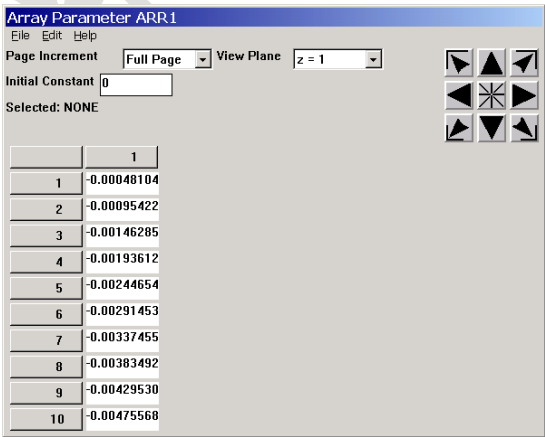 Array Parameter ARR1
File Edit Help
Page Increment Full Page View Plane z = 1
Initial Constant 0
Selected: NONE
1
1 -0.00048104
2 -0.00095422
3 -0.00146285
4 -0.00193612
5 -0.00244654
6 -0.00291453
7 -0.00337455
8 -0.00383492
9 -0.00429530
10 -0.00475568